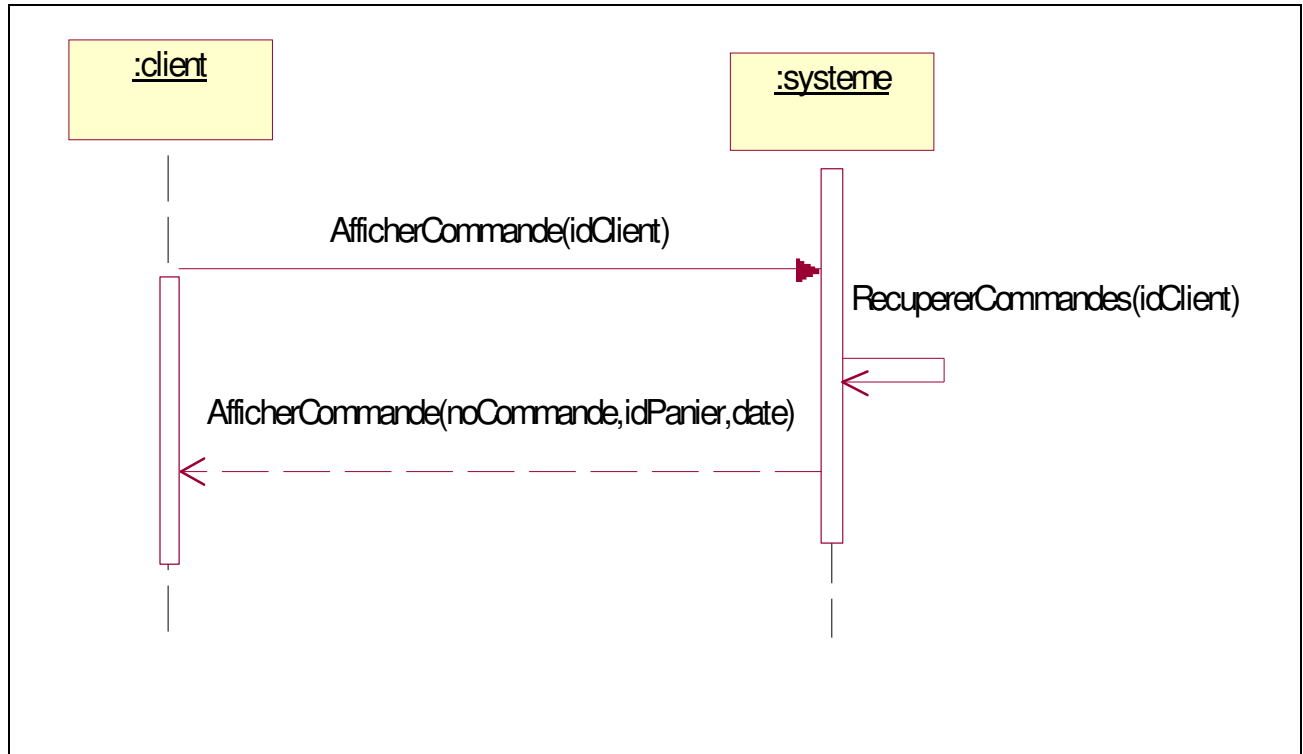 :client
:systeme
AfficherCommande(idClient)
RecupererCommandes(idClient)
AfficherCommande(noCommande,idPanier,date)